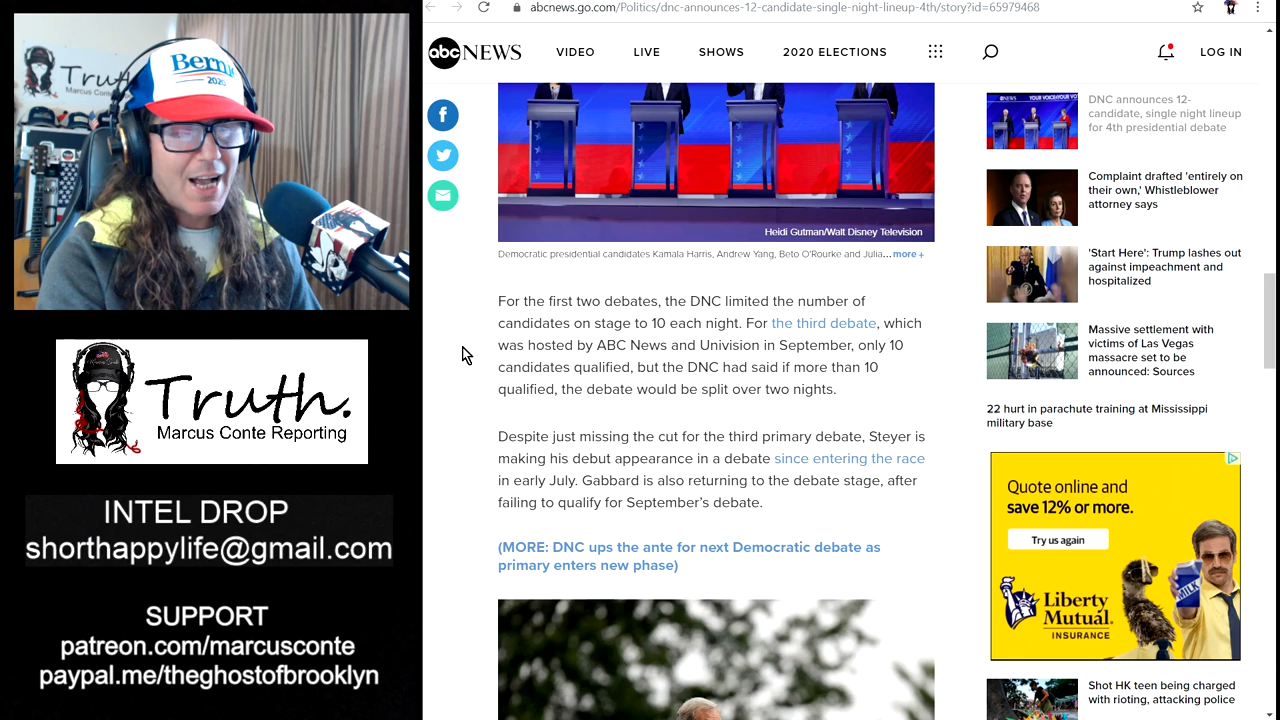 Truth
Marcus Conte
Bernie
2020
Truth.
Marcus Conte Reporting
INTEL DROP
shorthappylife@gmail.com
SUPPORT
patreon.com/marcusconte
paypal.me/theghostofbrooklyn
abcnews.go.com/Politics/dnc-announces-12-candidate-single-night-lineup-4th/story?id=65979468
abc NEWS
VIDEO
LIVE
SHOWS
2020 ELECTIONS
LOG IN
Heidi Gutman/Walt Disney Television
Democratic presidential candidates Kamala Harris, Andrew Yang, Beto O'Rourke and Julia... more +
For the first two debates, the DNC limited the number of
candidates on stage to 10 each night. For the third debate, which
was hosted by ABC News and Univision in September, only 10
candidates qualified, but the DNC had said if more than 10
qualified, the debate would be split over two nights.
Despite just missing the cut for the third primary debate, Steyer is
making his debut appearance in a debate since entering the race
in early July. Gabbard is also returning to the debate stage, after
failing to qualify for September's debate.
(MORE: DNC ups the ante for next Democratic debate as
primary enters new phase)
DNC announces 12-
candidate, single night lineup
for 4th presidential debate
Complaint drafted 'entirely on
their own,' Whistleblower
attorney says
'Start Here': Trump lashes out
against impeachment and
hospitalized
Massive settlement with
victims of Las Vegas
massacre set to be
announced: Sources
22 hurt in parachute training at Mississippi
military base
Quote online and
save 12% or more.
Try us again
MILK
Liberty
Mutual.
INSURANCE
Shot HK teen being charged
with rioting, attacking police